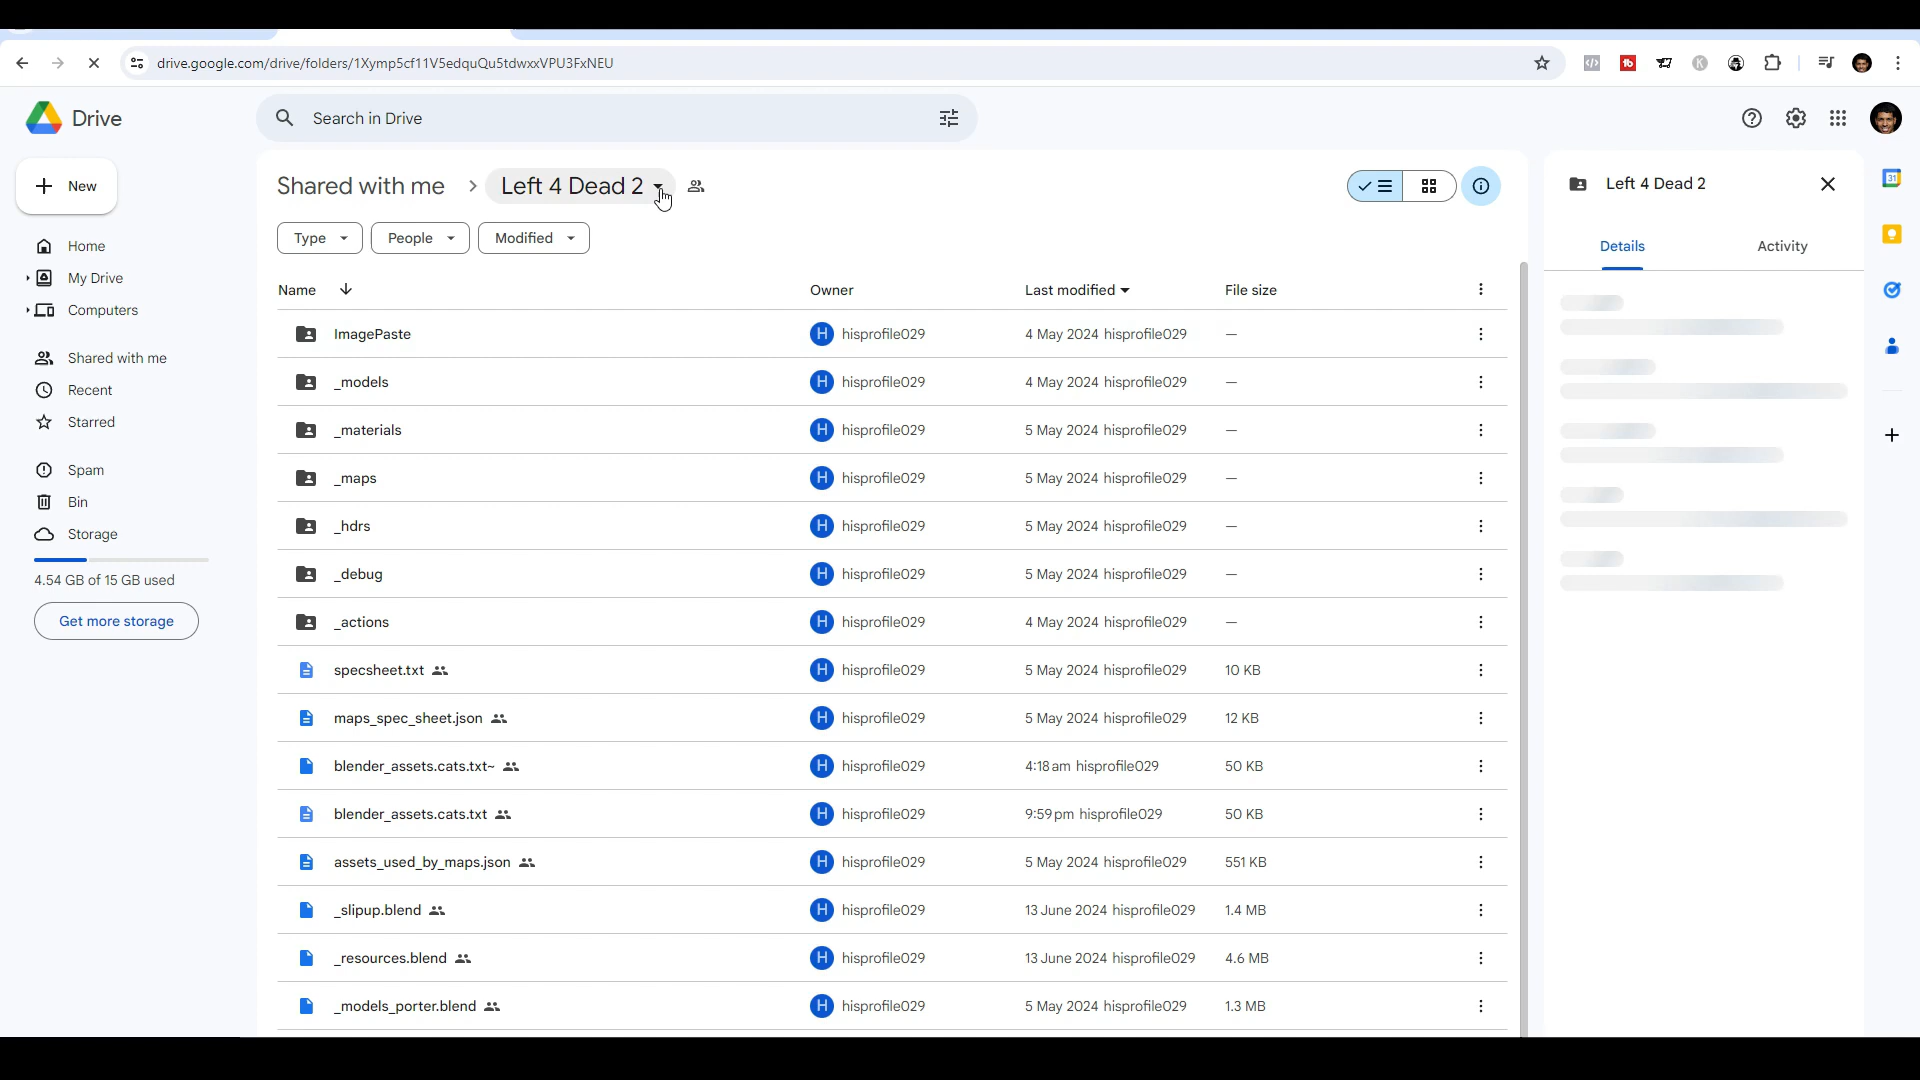 drive.google.com/drive/folders/1Xymp5cf11V5edquQu5tdwxxVPU3FxNEU
Drive
Search in Drive
New
Home
My Drive
Computers
Shared with me
Recent
Starred
Spam
Bin
Storage
4.54 GB of 15 GB used
Get more storage
Shared with me > Left 4 Dead 2
Type People Modified
Name Owner Last modified File size
ImagePaste H hisprofile029 4 May 2024 hisprofile029 —
_models H hisprofile029 4 May 2024 hisprofile029 —
_materials H hisprofile029 5 May 2024 hisprofile029 —
_maps H hisprofile029 5 May 2024 hisprofile029 —
_hdrs H hisprofile029 5 May 2024 hisprofile029 —
_debug H hisprofile029 5 May 2024 hisprofile029 —
_actions H hisprofile029 4 May 2024 hisprofile029 —
specsheet.txt H hisprofile029 5 May 2024 hisprofile029 10 KB
maps_spec_sheet.json H hisprofile029 5 May 2024 hisprofile029 12 KB
blender_assets.cats.txt~ H hisprofile029 4:18 am hisprofile029 50 KB
blender_assets.cats.txt H hisprofile029 9:59 pm hisprofile029 50 KB
assets_used_by_maps.json H hisprofile029 5 May 2024 hisprofile029 551 KB
_slipup.blend H hisprofile029 13 June 2024 hisprofile029 1.4 MB
_resources.blend H hisprofile029 13 June 2024 hisprofile029 4.6 MB
_models_porter.blend H hisprofile029 5 May 2024 hisprofile029 1.3 MB
Left 4 Dead 2
Details Activity
31